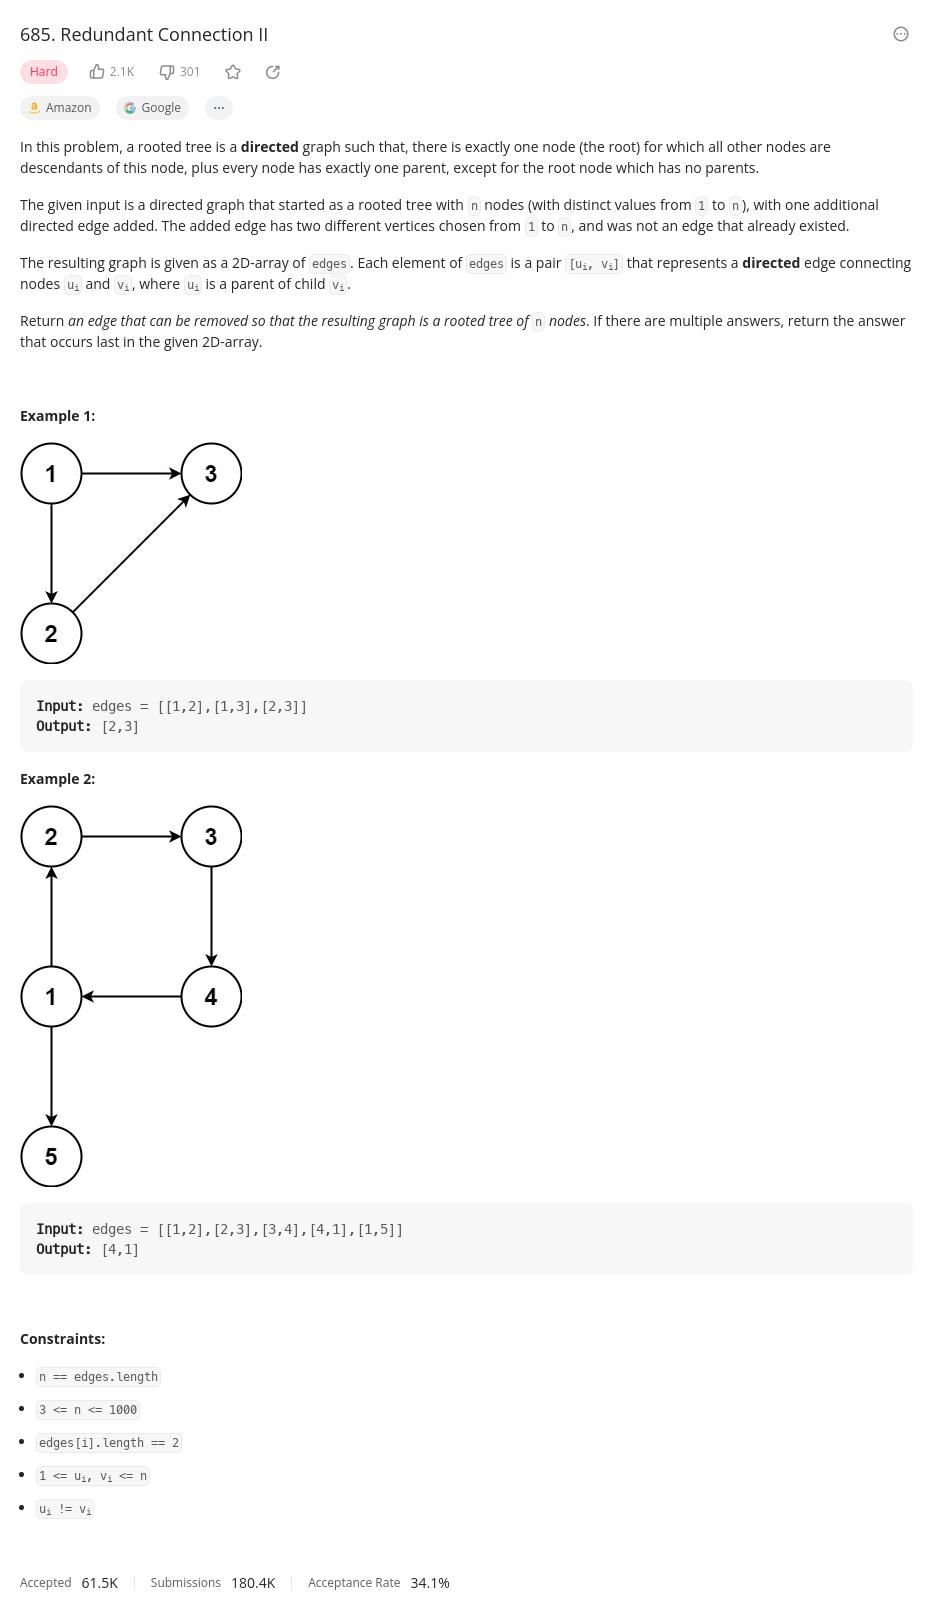 685. Redundant Connection II
Hard 2.1K 301
Amazon Google ...
In this problem, a rooted tree is a directed graph such that, there is exactly one node (the root) for which all other nodes are
descendants of this node, plus every node has exactly one parent, except for the root node which has no parents.
The given input is a directed graph that started as a rooted tree with n nodes (with distinct values from 1 to n), with one additional
directed edge added. The added edge has two different vertices chosen from 1 to n, and was not an edge that already existed.
The resulting graph is given as a 2D-array of edges. Each element of edges is a pair [ui, vi] that represents a directed edge connecting
nodes ui and vi, where ui is a parent of child vi.
Return an edge that can be removed so that the resulting graph is a rooted tree of n nodes. If there are multiple answers, return the answer
that occurs last in the given 2D-array.
Example 1:
1 3
2
Input: edges = [[1,2],[1,3],[2,3]]
Output: [2,3]
Example 2:
2 3
1 4
5
Input: edges = [[1,2],[2,3],[3,4],[4,1],[1,5]]
Output: [4,1]
Constraints:
n == edges.length
3 <= n <= 1000
edges[i].length == 2
1 <= ui, vi <= n
ui != vi
Accepted 61.5K Submissions 180.4K Acceptance Rate 34.1%